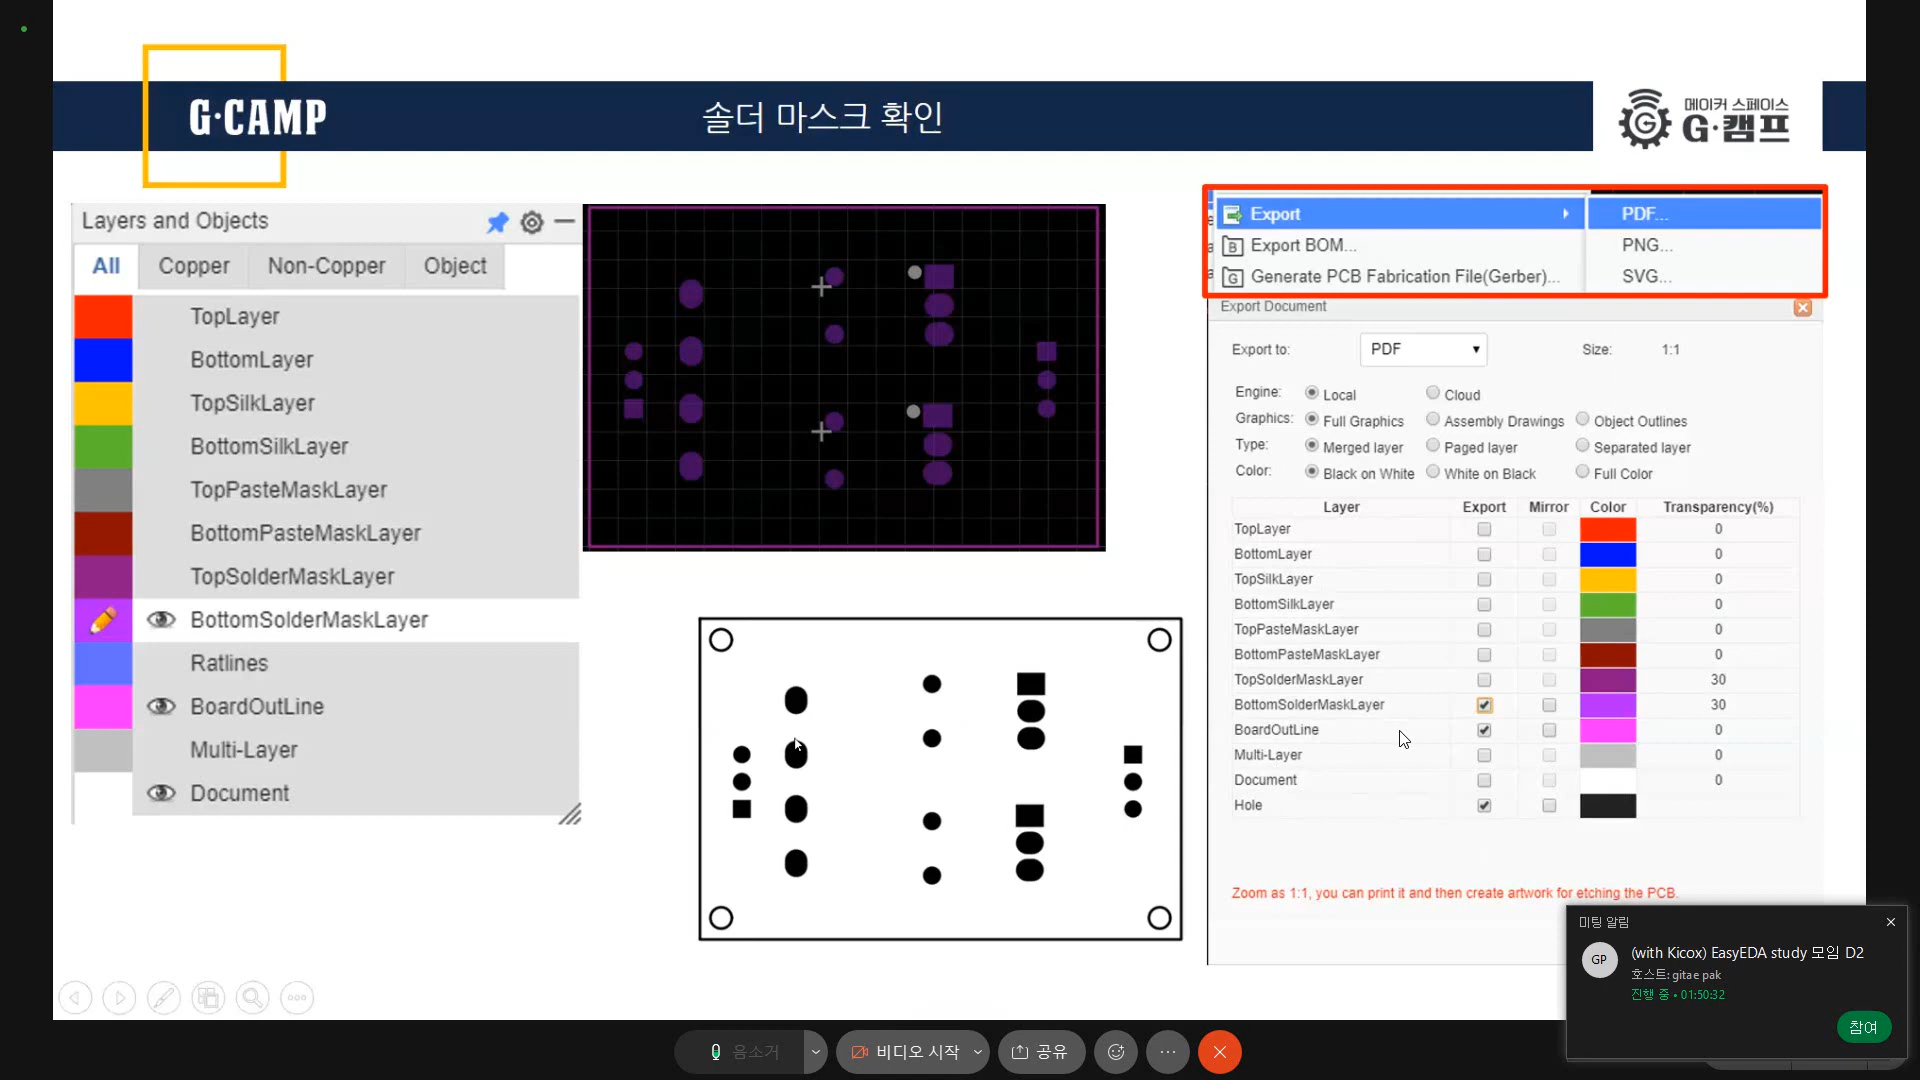 G·CAMP
솔더 마스크 확인
메이커 스페이스
G·캠프
Layers and Objects
All Copper Non-Copper Object
TopLayer
BottomLayer
TopSilkLayer
BottomSilkLayer
TopPasteMaskLayer
BottomPasteMaskLayer
TopSolderMaskLayer
BottomSolderMaskLayer
Ratlines
BoardOutLine
Multi-Layer
Document
Export PDF...
Export BOM... PNG...
Generate PCB Fabrication File(Gerber)... SVG...
Export Document
Export to: PDF Size: 1:1
Engine: Local Cloud
Graphics: Full Graphics Assembly Drawings Object Outlines
Type: Merged layer Paged layer Separated layer
Color: Black on White White on Black Full Color
Layer Export Mirror Color Transparency(%)
TopLayer 0
BottomLayer 0
TopSilkLayer 0
BottomSilkLayer 0
TopPasteMaskLayer 0
BottomPasteMaskLayer 0
TopSolderMaskLayer 30
BottomSolderMaskLayer 30
BoardOutLine 0
Multi-Layer 0
Document 0
Hole
Zoom as 1:1, you can print it and then create artwork for etching the PCB.
미팅 알림
GP
(with Kicox) EasyEDA study 모임 D2
호스트: gitae pak
진행 중 • 01:50:32
참여
음소거 비디오 시작 공유